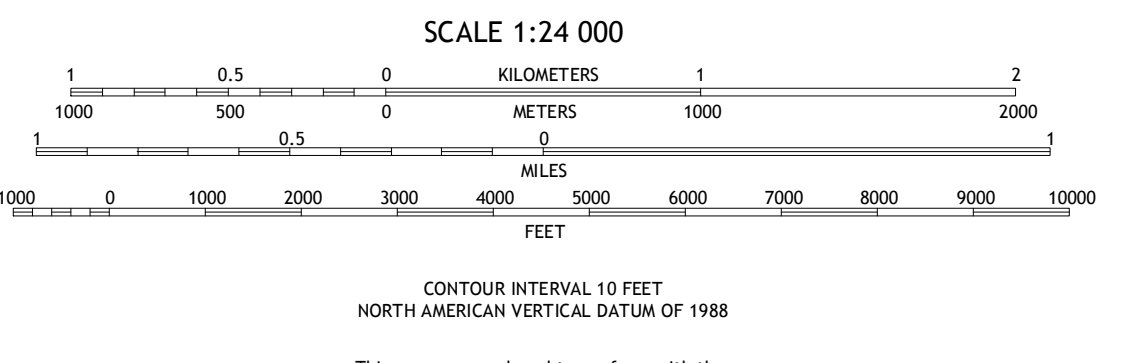 SCALE 1:24 000
1 0.5 0 KILOMETERS 1 2
1000 500 0 METERS 1000 2000
1 0.5 0 1
MILES
1000 0 1000 2000 3000 4000 5000 6000 7000 8000 9000 10000
FEET
CONTOUR INTERVAL 10 FEET
NORTH AMERICAN VERTICAL DATUM OF 1988